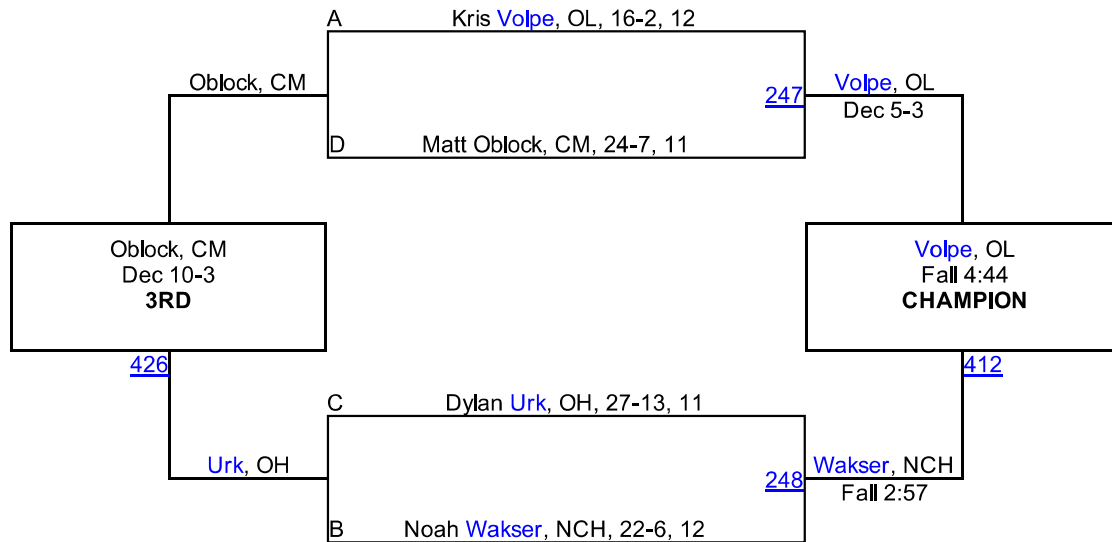 A Kris Volpe, OL, 16-2, 12
Oblock, CM
247 Volpe, OL
Dec 5-3
D Matt Oblock, CM, 24-7, 11
Oblock, CM
Dec 10-3
3RD
Volpe, OL
Fall 4:44
CHAMPION
426
412
C Dylan Urk, OH, 27-13, 11
Urk, OH
248 Wakser, NCH
Fall 2:57
B Noah Wakser, NCH, 22-6, 12